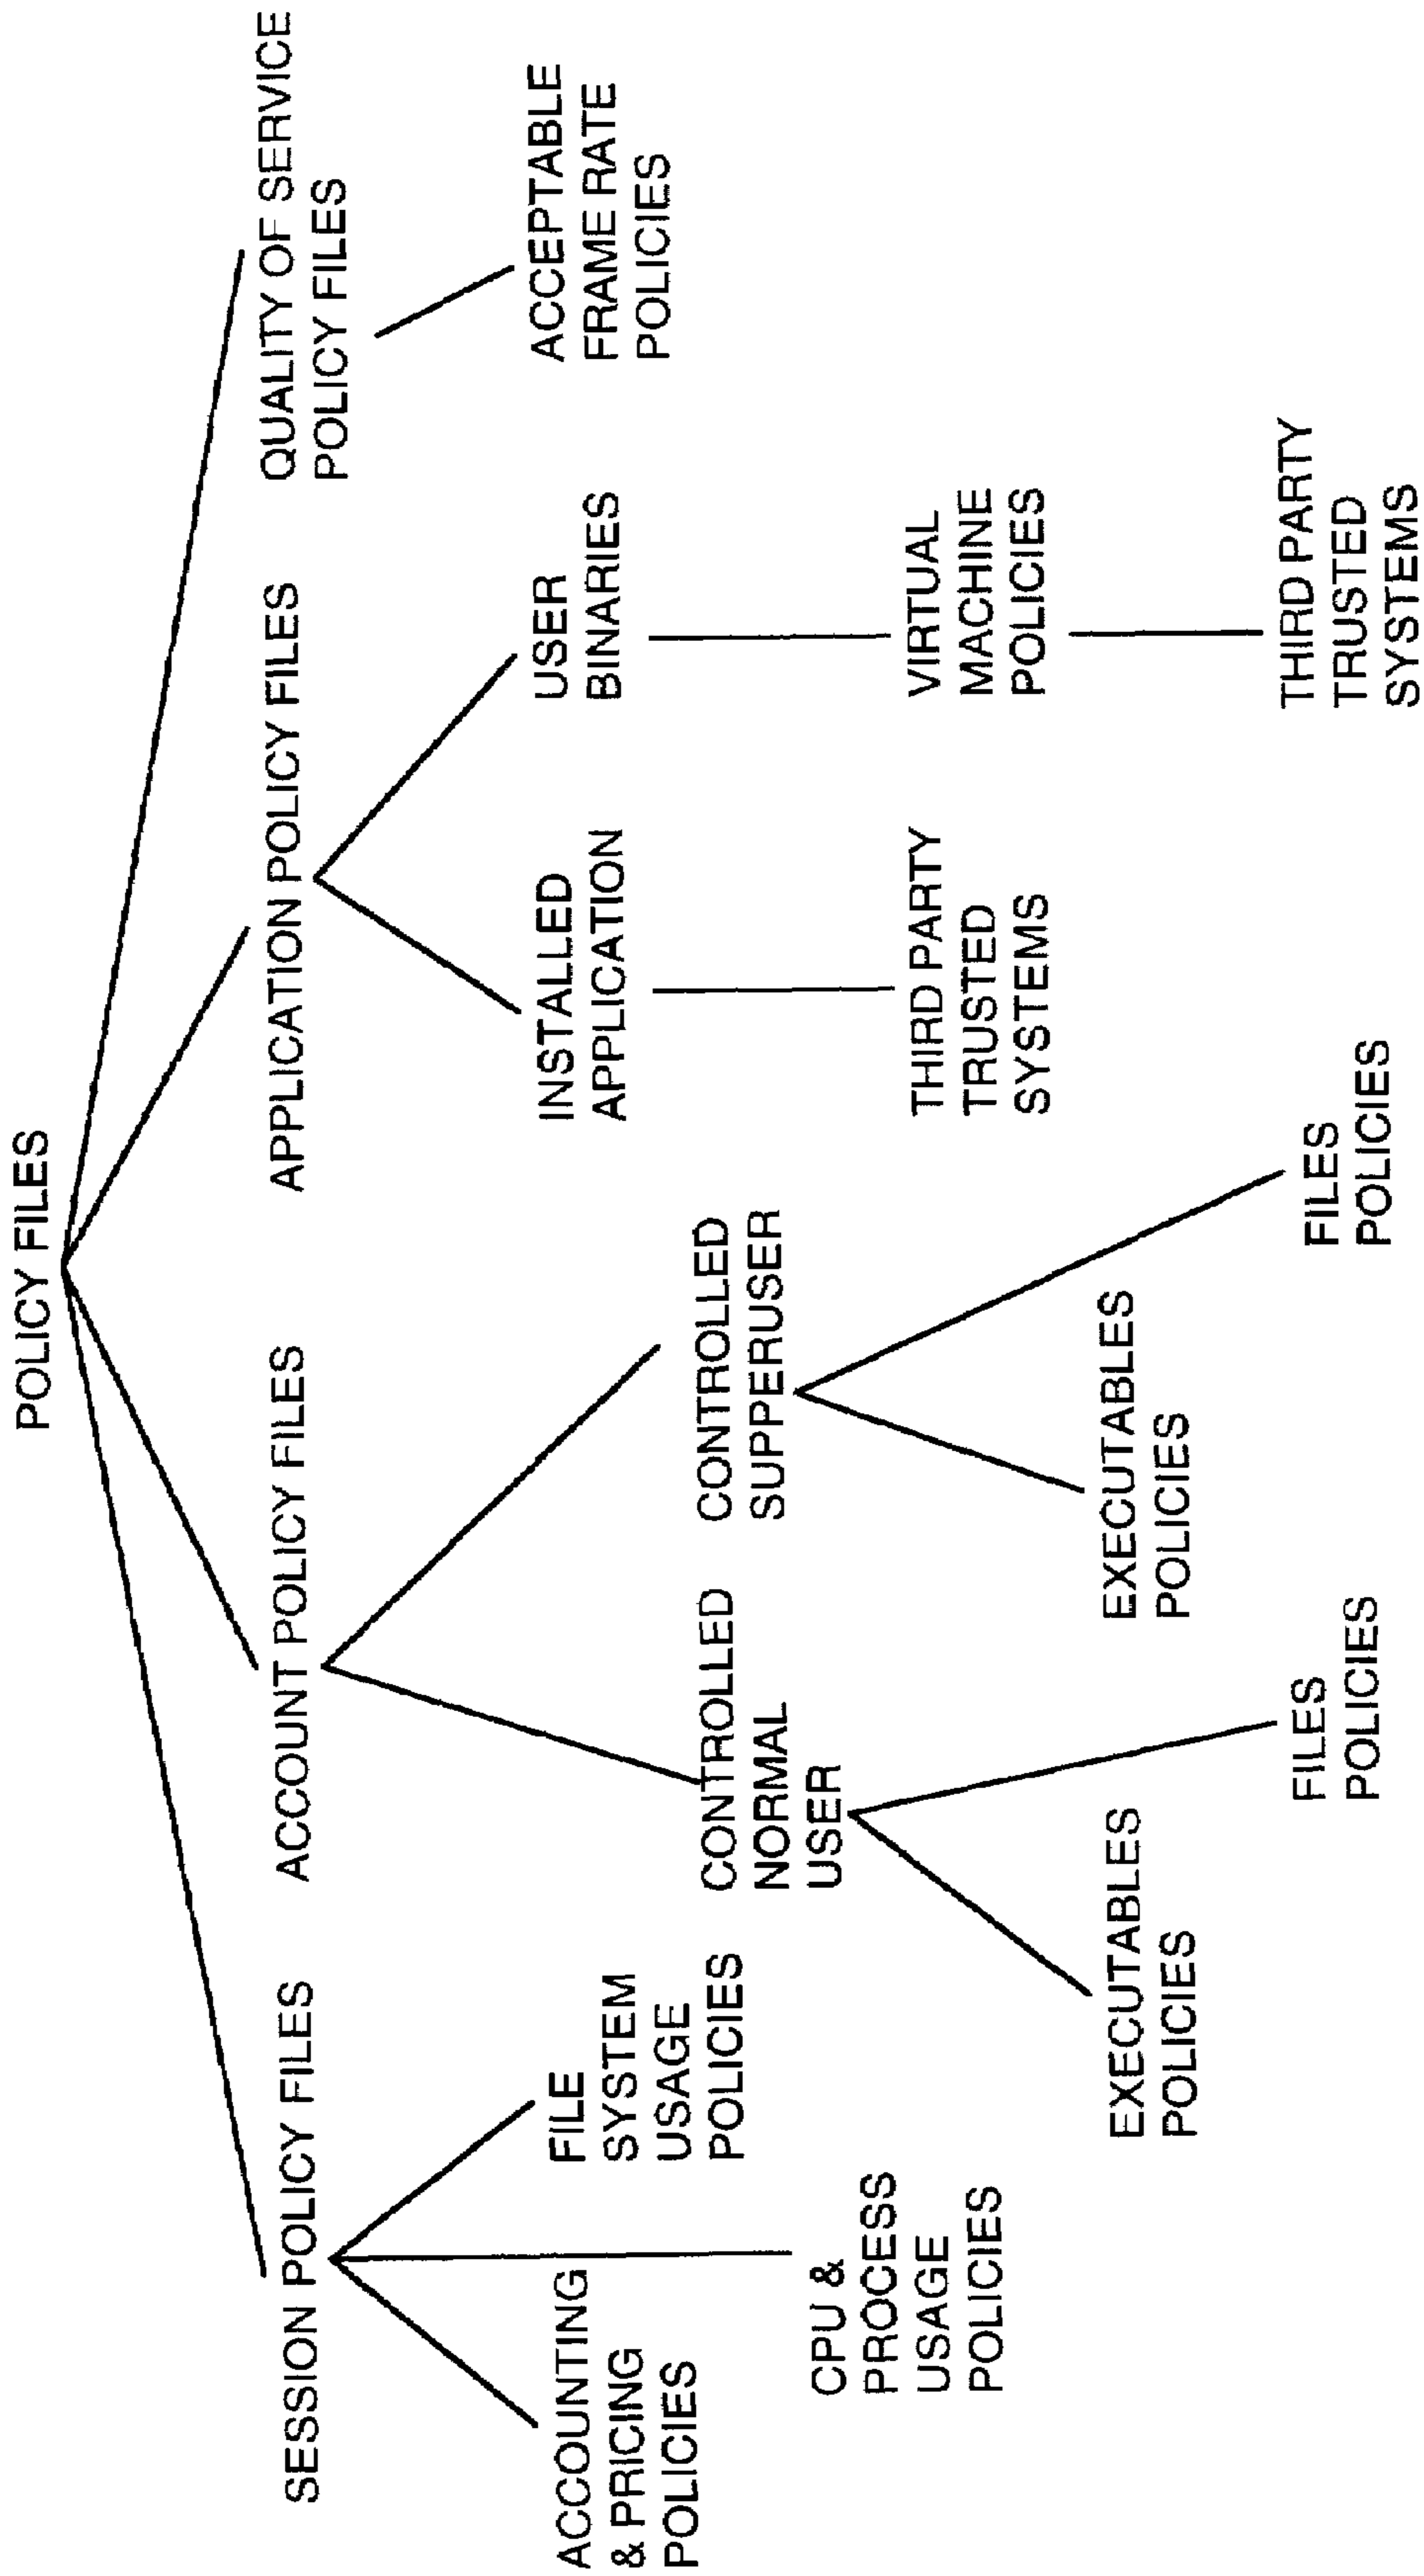 POLICY FILES
SESSION POLICY FILES
ACCOUNT POLICY FILES
APPLICATION POLICY FILES
QUALITY OF SERVICE
POLICY FILES
ACCOUNTING
& PRICING
POLICIES
FILE
SYSTEM
USAGE
POLICIES
CPU &
PROCESS
USAGE
POLICIES
CONTROLLED
NORMAL
USER
CONTROLLED
SUPPERUSER
EXECUTABLES
POLICIES
FILES
POLICIES
EXECUTABLES
POLICIES
FILES
POLICIES
INSTALLED
APPLICATION
USER
BINARIES
THIRD PARTY
TRUSTED
SYSTEMS
VIRTUAL
MACHINE
POLICIES
THIRD PARTY
TRUSTED
SYSTEMS
ACCEPTABLE
FRAME RATE
POLICIES